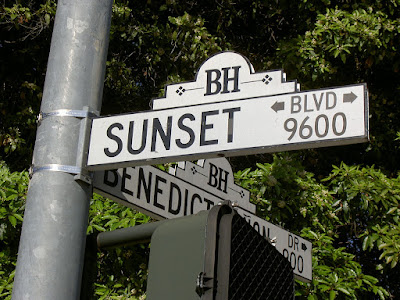 BH
SUNSET
← BLVD →
9600
BH
BENEDICT
DR →